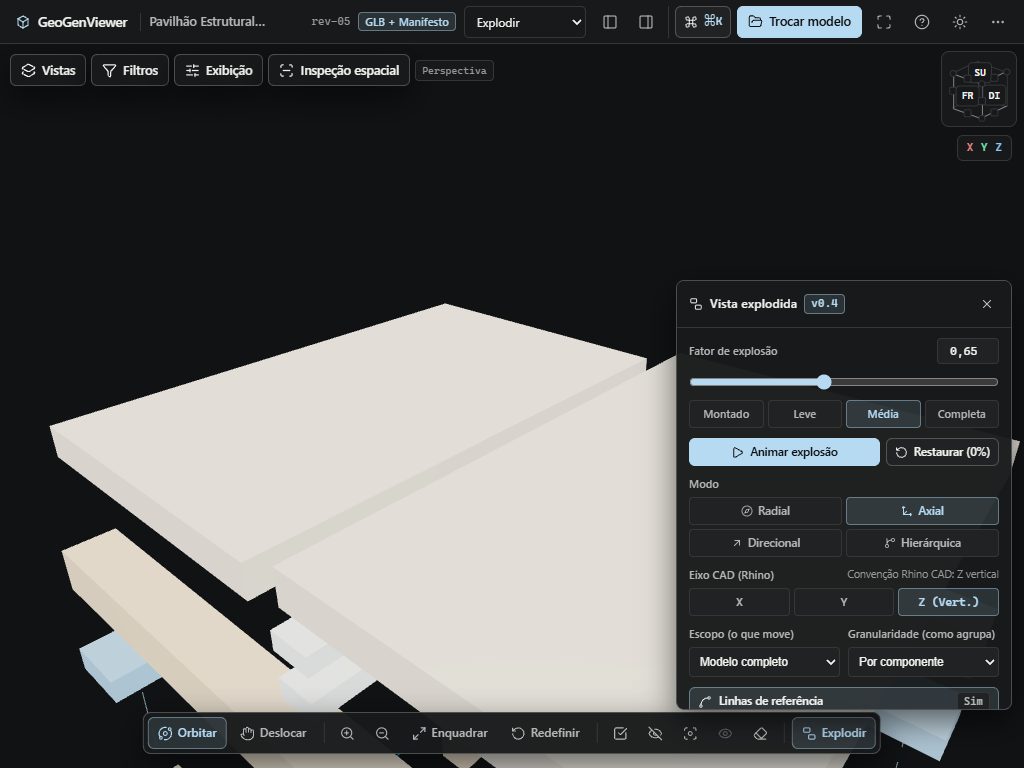 GeoGenViewer
Pavilhão Estrutural...
rev-05
GLB + Manifesto
Explodir
⌘K
Trocar modelo
Vistas
Filtros
Exibição
Inspeção espacial
Perspectiva
SU
FR
DI
X Y Z
Vista explodida
v0.4
Fator de explosão
0,65
Montado
Leve
Média
Completa
Animar explosão
Restaurar (0%)
Modo
Radial
Axial
Direcional
Hierárquica
Eixo CAD (Rhino)
Convenção Rhino CAD: Z vertical
X
Y
Z (Vert.)
Escopo (o que move)
Granularidade (como agrupa)
Modelo completo
Por componente
Linhas de referência
Sim
Orbitar
Deslocar
Enquadrar
Redefinir
Explodir